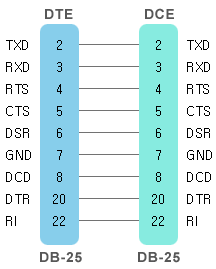 DTE DCE
TXD 2 2 TXD
RXD 3 3 RXD
RTS 4 4 RTS
CTS 5 5 CTS
DSR 6 6 DSR
GND 7 7 GND
DCD 8 8 DCD
DTR 20 20 DTR
RI 22 22 RI
DB-25 DB-25